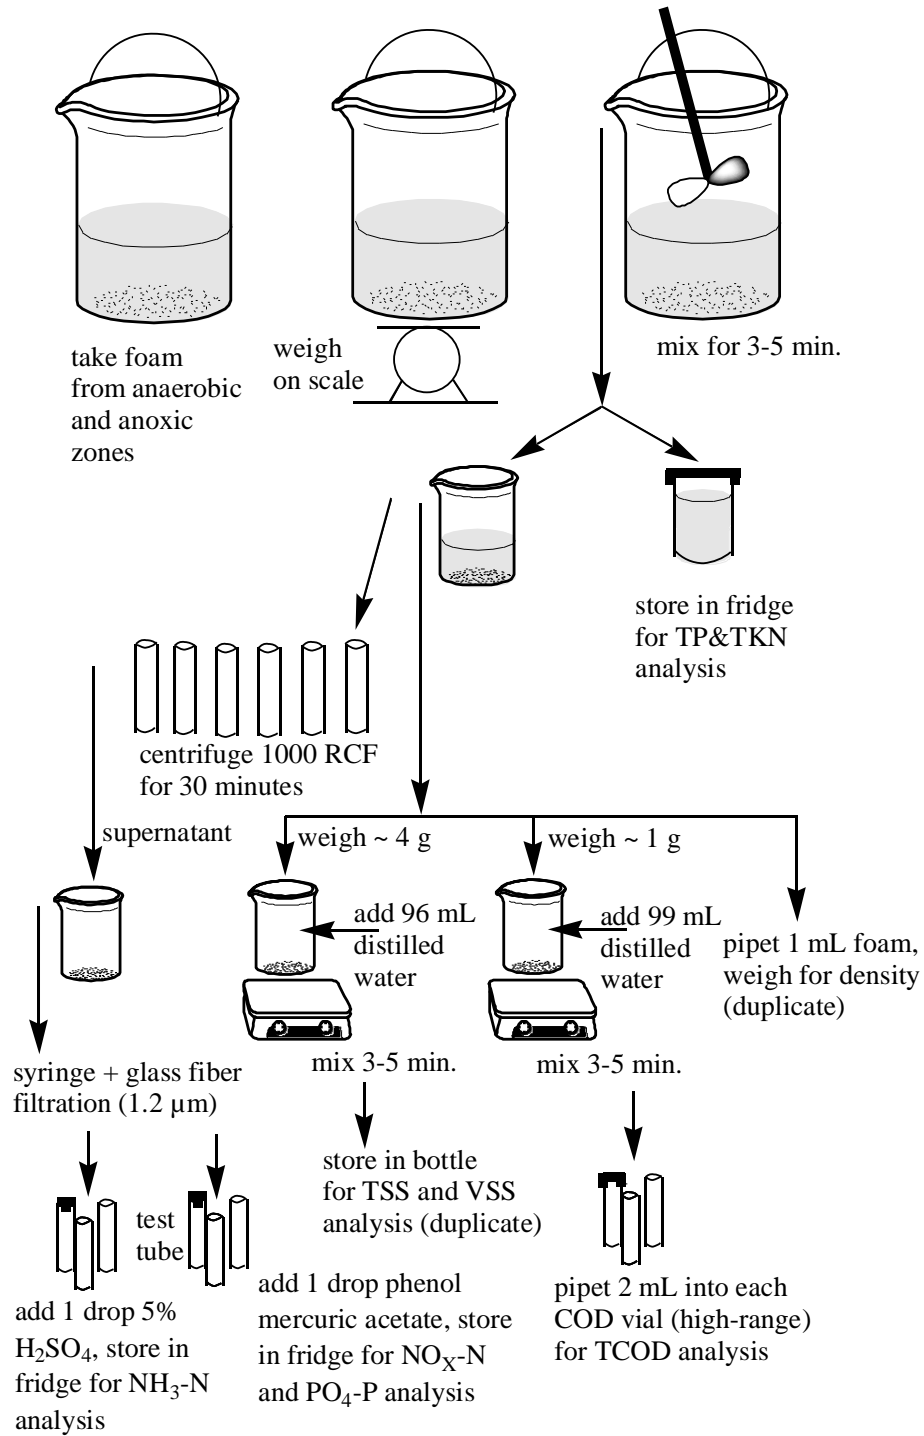 take foam
from anaerobic
and anoxic
zones
weigh
on scale
mix for 3-5 min.
store in fridge
for TP&TKN
analysis
centrifuge 1000 RCF
for 30 minutes
supernatant
weigh ~ 4 g
weigh ~ 1 g
add 96 mL
distilled
water
add 99 mL
distilled
water
pipet 1 mL foam,
weigh for density
(duplicate)
mix 3-5 min.
mix 3-5 min.
syringe + glass fiber
filtration (1.2 µm)
store in bottle
for TSS and VSS
analysis (duplicate)
test
tube
add 1 drop 5%
H₂SO₄, store in
fridge for NH₃-N
analysis
add 1 drop phenol
mercuric acetate, store
in fridge for NOₓ-N
and PO₄-P analysis
pipet 2 mL into each
COD vial (high-range)
for TCOD analysis